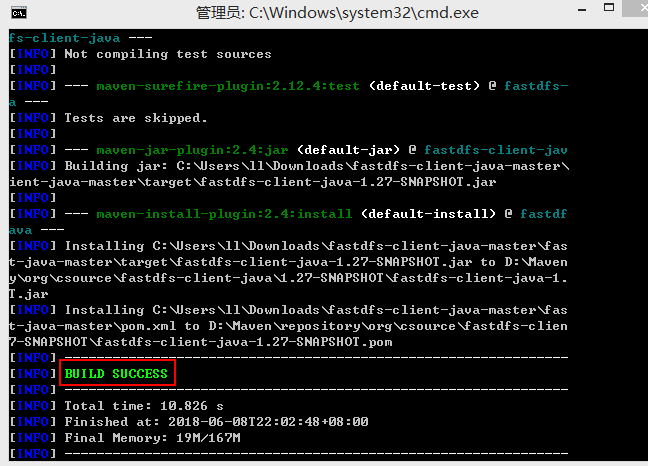 管理员: C:\Windows\system32\cmd.exe
fs-client-java ---
[INFO] Not compiling test sources
[INFO]
[INFO] --- maven-surefire-plugin:2.12.4:test (default-test) @ fastdfs-
a ---
[INFO] Tests are skipped.
[INFO]
[INFO] --- maven-jar-plugin:2.4:jar (default-jar) @ fastdfs-client-jav
[INFO] Building jar: C:\Users\ll\Downloads\fastdfs-client-java-master\
ient-java-master\target\fastdfs-client-java-1.27-SNAPSHOT.jar
[INFO]
[INFO] --- maven-install-plugin:2.4:install (default-install) @ fastdf
ava ---
[INFO] Installing C:\Users\ll\Downloads\fastdfs-client-java-master\fas
t-java-master\target\fastdfs-client-java-1.27-SNAPSHOT.jar to D:\Maven
y\org\csource\fastdfs-client-java\1.27-SNAPSHOT\fastdfs-client-java-1.
T.jar
[INFO] Installing C:\Users\ll\Downloads\fastdfs-client-java-master\fas
t-java-master\pom.xml to D:\Maven\repository\org\csource\fastdfs-clien
7-SNAPSHOT\fastdfs-client-java-1.27-SNAPSHOT.pom
[INFO] ---------------------------------------------------------------
[INFO] BUILD SUCCESS
[INFO] ---------------------------------------------------------------
[INFO] Total time: 10.826 s
[INFO] Finished at: 2018-06-08T22:02:48+08:00
[INFO] Final Memory: 19M/167M
[INFO] ---------------------------------------------------------------